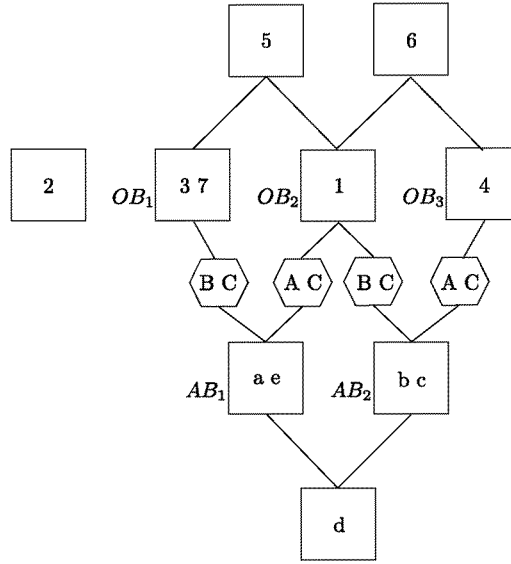 5 6
2 OB₁ 3 7 OB₂ 1 OB₃ 4
B C A C B C A C
AB₁ a e AB₂ b c
d